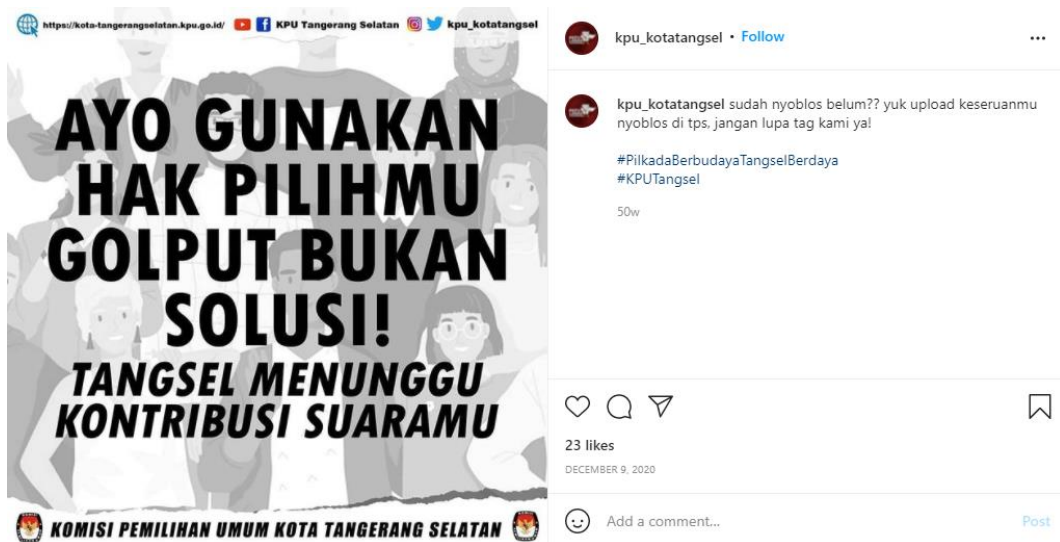 https://kota-tangerangselatan.kpu.go.id/ KPU Tangerang Selatan kpu_kotatangsel
AYO GUNAKAN
HAK PILIHMU
GOLPUT BUKAN
SOLUSI!
TANGSEL MENUNGGU
KONTRIBUSI SUARAMU
KOMISI PEMILIHAN UMUM KOTA TANGERANG SELATAN
kpu_kotatangsel • Follow
kpu_kotatangsel sudah nyoblos belum?? yuk upload keseruanmu
nyoblos di tps, jangan lupa tag kami ya!
#PilkadaBerbudayaTangselBerdaya
#KPUTangsel
50w
23 likes
DECEMBER 9, 2020
Add a comment...
Post